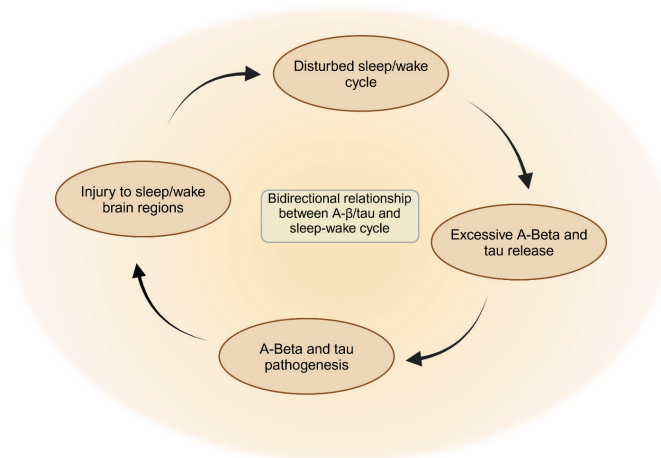 Disturbed sleep/wake
cycle
Injury to sleep/wake
brain regions
Bidirectional relationship
between A-β/tau and
sleep-wake cycle
Excessive A-Beta and
tau release
A-Beta and tau
pathogenesis